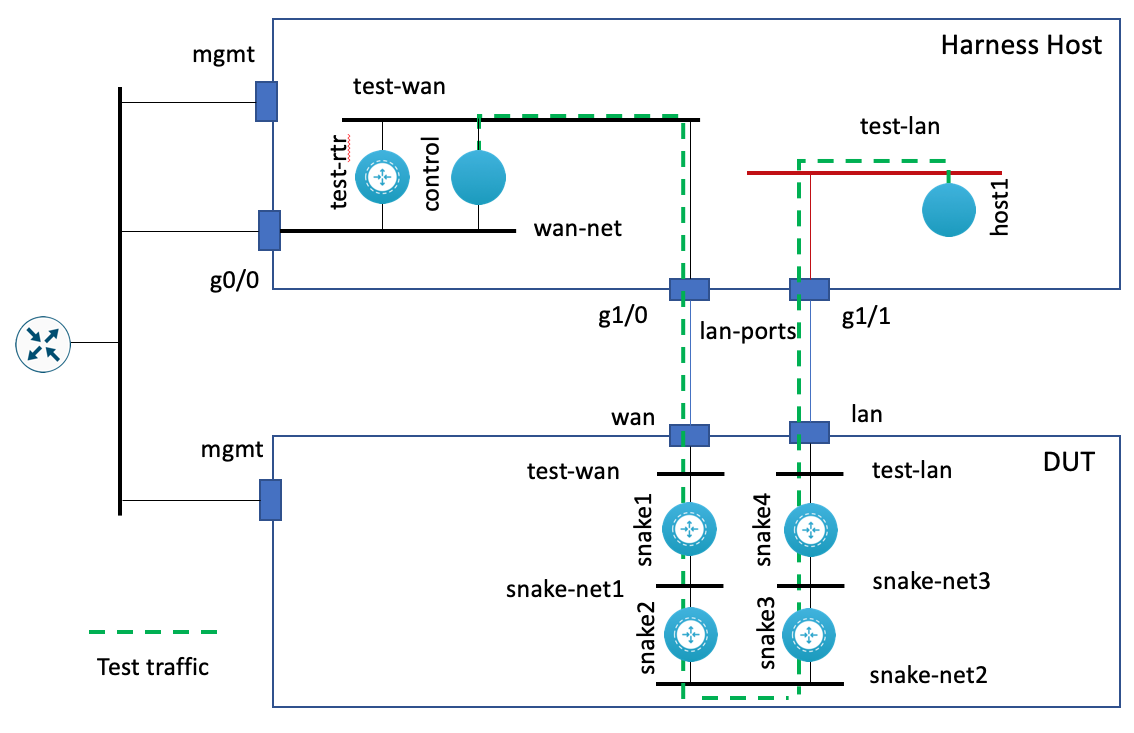 mgmt
Harness Host
test-wan
test-lan
test-rtr
control
host1
wan-net
g0/0
g1/0
g1/1
lan-ports
wan
lan
mgmt
DUT
test-wan
test-lan
snake1
snake4
snake-net1
snake-net3
snake2
snake3
snake-net2
Test traffic